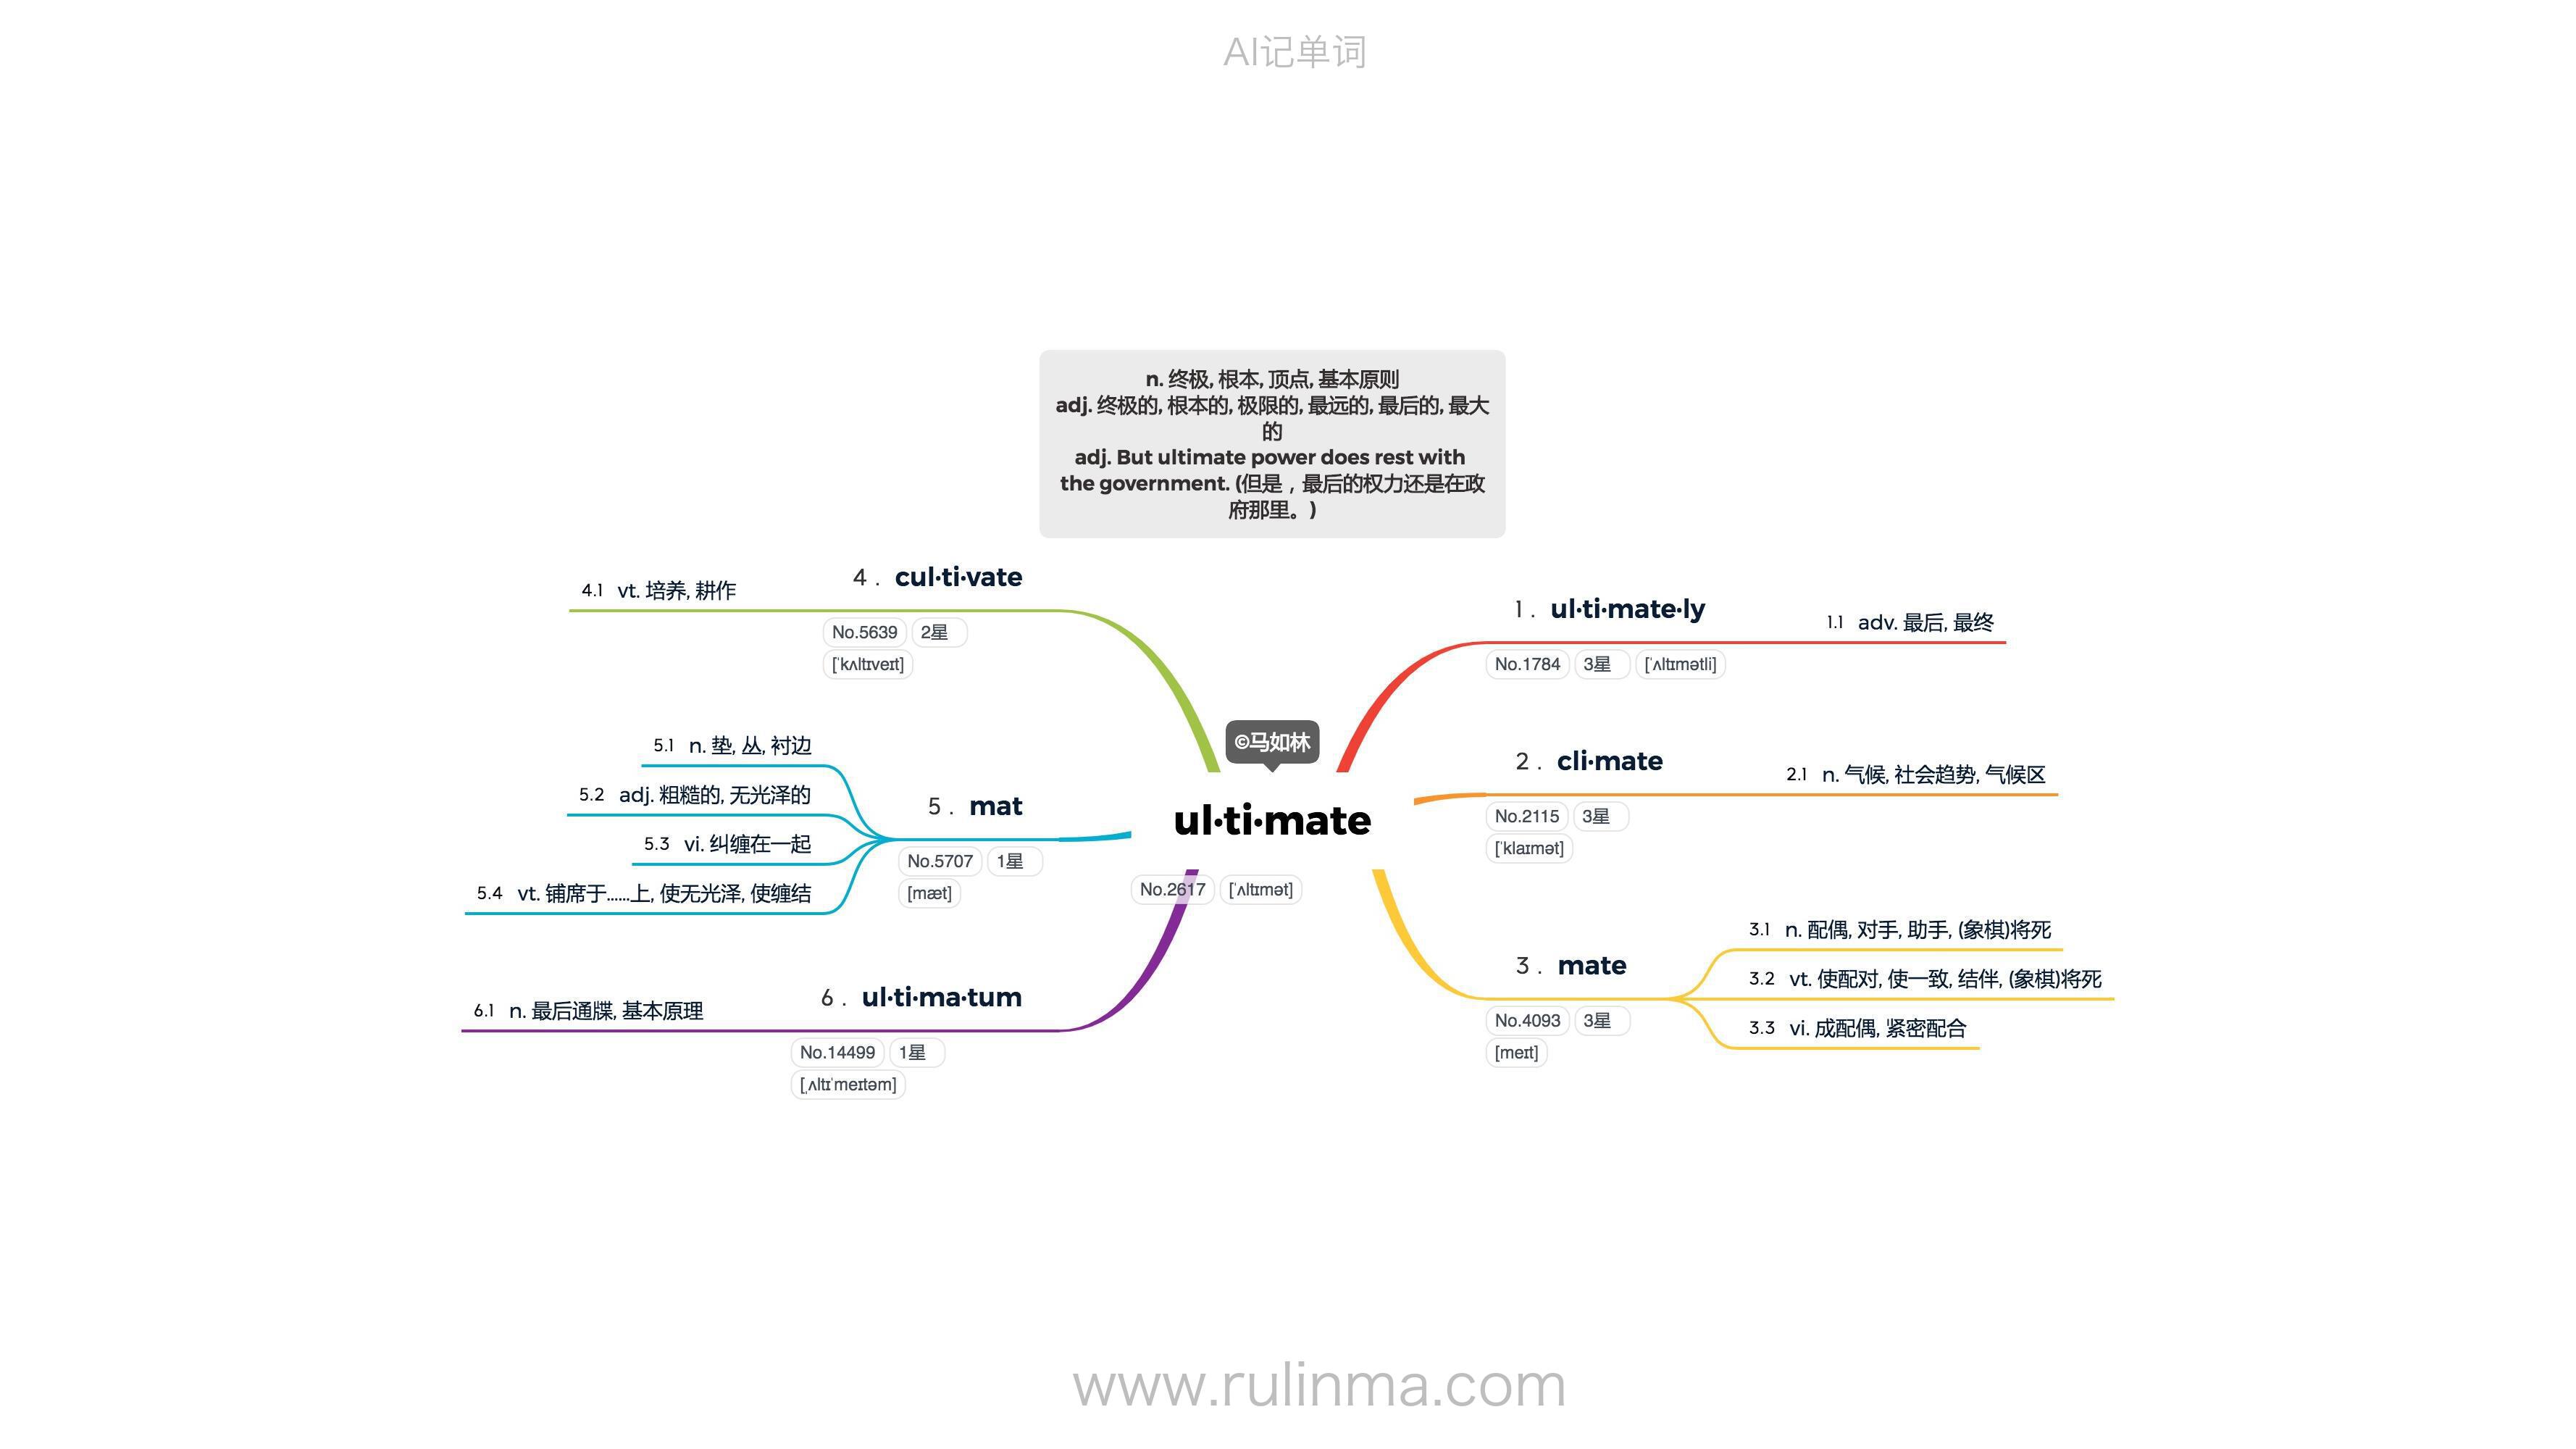 AI记单词
n. 终极, 根本, 顶点, 基本原则
adj. 终极的, 根本的, 极限的, 最远的, 最后的, 最大
的
adj. But ultimate power does rest with
the government. (但是，最后的权力还是在政
府那里。)
©马如林
ul·ti·mate
No.2617 [ˈʌltɪmət]
1. ul·ti·mate·ly
No.1784 3星 [ˈʌltɪmətli]
1.1 adv. 最后, 最终
2. cli·mate
No.2115 3星
[ˈklaɪmət]
2.1 n. 气候, 社会趋势, 气候区
3. mate
No.4093 3星
[meɪt]
3.1 n. 配偶, 对手, 助手, (象棋)将死
3.2 vt. 使配对, 使一致, 结伴, (象棋)将死
3.3 vi. 成配偶, 紧密配合
4. cul·ti·vate
No.5639 2星
[ˈkʌltɪveɪt]
4.1 vt. 培养, 耕作
5. mat
No.5707 1星
[mæt]
5.1 n. 垫, 丛, 衬边
5.2 adj. 粗糙的, 无光泽的
5.3 vi. 纠缠在一起
5.4 vt. 铺席于……上, 使无光泽, 使缠结
6. ul·ti·ma·tum
No.14499 1星
[ˌʌltɪˈmeɪtəm]
6.1 n. 最后通牒, 基本原理
www.rulinma.com